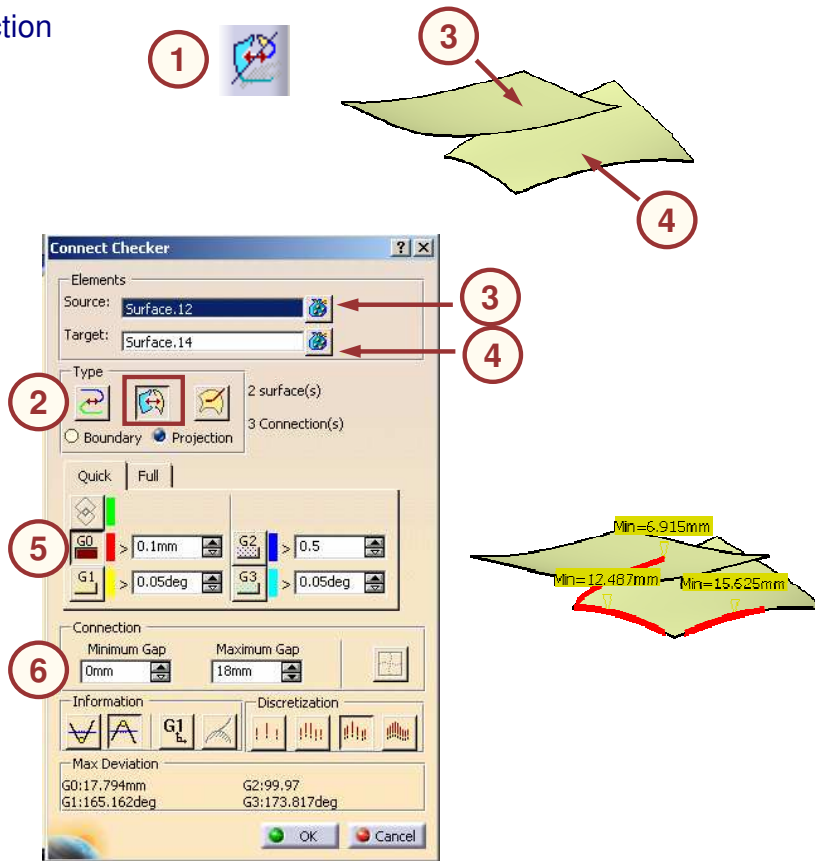 ction
1
3
4
Connect Checker
Elements
Source: Surface.12
3
Target: Surface.14
4
Type
2
2 surface(s)
3 Connection(s)
Boundary Projection
Quick Full
5
G0 > 0.1mm G2 > 0.5
G1 > 0.05deg G3 > 0.05deg
Min=6.915mm
Min=12.487mm Min=15.625mm
Connection
Minimum Gap Maximum Gap
6
0mm 18mm
Information Discretization
G1
Max Deviation
G0:17.794mm G2:99.97
G1:165.162deg G3:173.817deg
OK Cancel